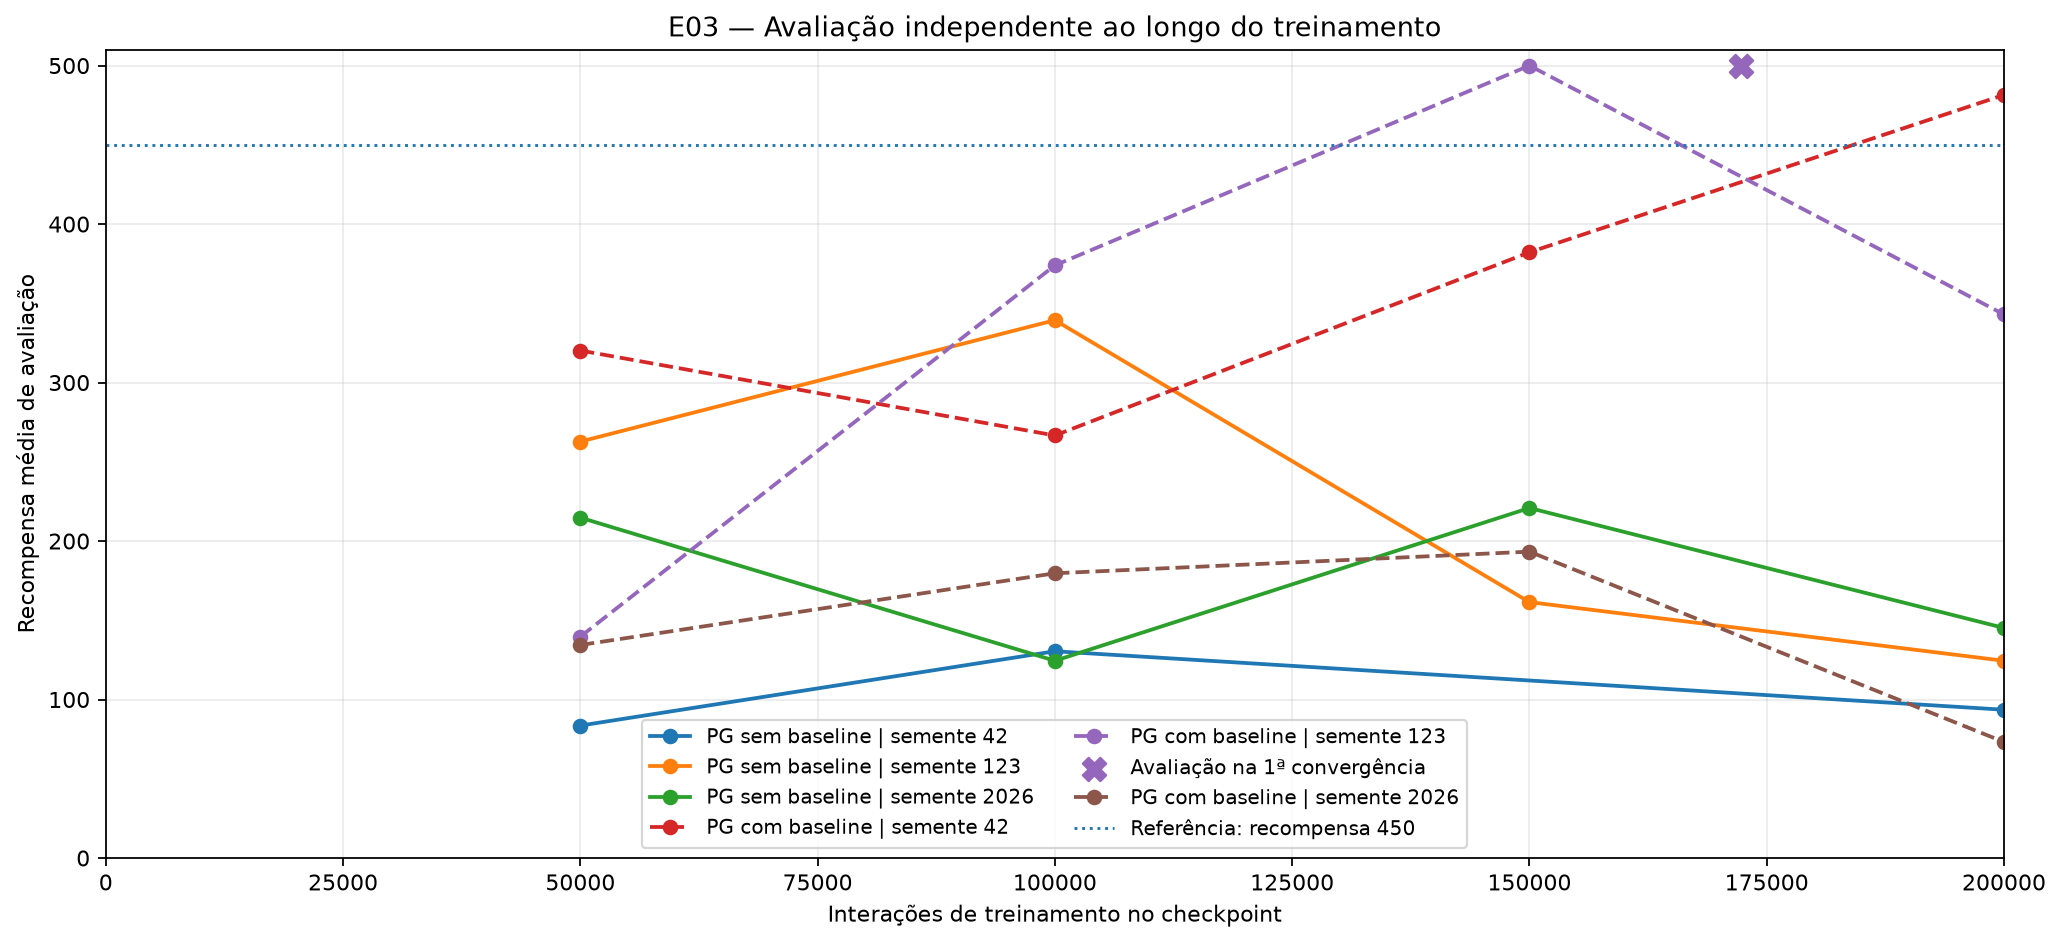 E03 — Avaliação independente ao longo do treinamento
Recompensa média de avaliação
500
400
300
200
100
0
0 25000 50000 75000 100000 125000 150000 175000 200000
Interações de treinamento no checkpoint
PG sem baseline | semente 42
PG sem baseline | semente 123
PG sem baseline | semente 2026
PG com baseline | semente 42
PG com baseline | semente 123
Avaliação na 1ª convergência
PG com baseline | semente 2026
Referência: recompensa 450